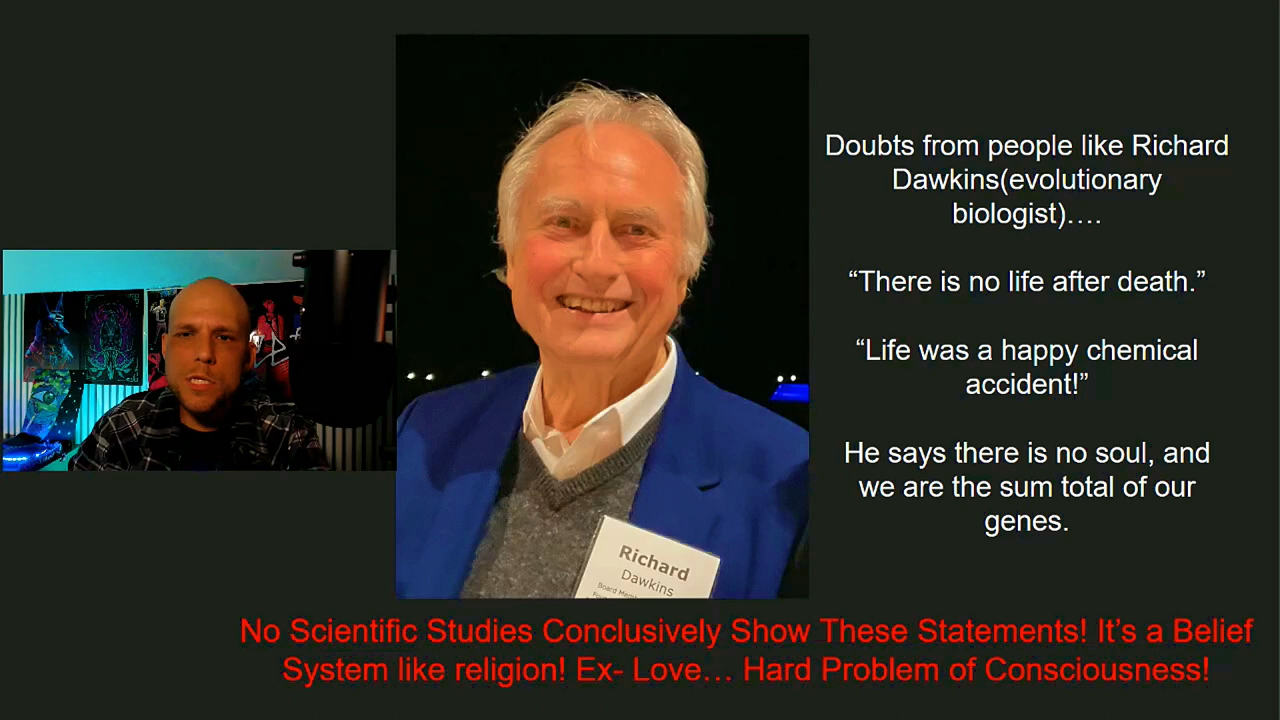 Doubts from people like Richard
Dawkins(evolutionary
biologist)….
“There is no life after death.”
“Life was a happy chemical
accident!”
He says there is no soul, and
we are the sum total of our
genes.
Richard
Dawkins
Board
No Scientific Studies Conclusively Show These Statements! It’s a Belief
System like religion! Ex- Love… Hard Problem of Consciousness!